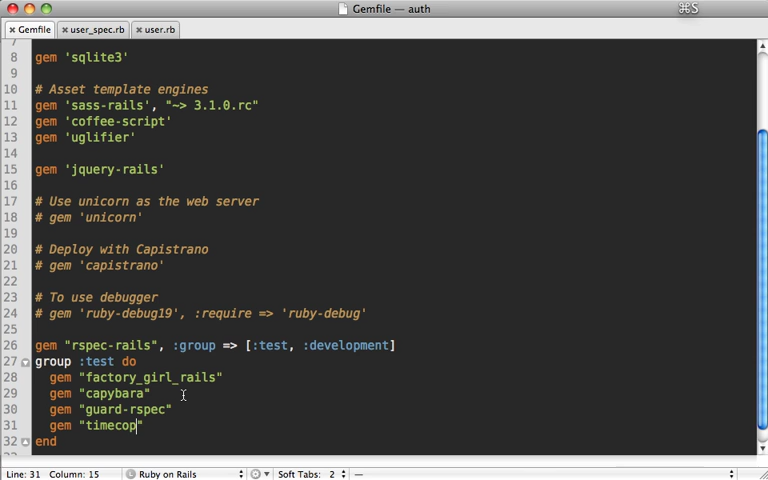 Gemfile — auth
⌘S
Gemfile
user_spec.rb
user.rb
8 gem 'sqlite3'
9
10 # Asset template engines
11 gem 'sass-rails', "~> 3.1.0.rc"
12 gem 'coffee-script'
13 gem 'uglifier'
14
15 gem 'jquery-rails'
16
17 # Use unicorn as the web server
18 # gem 'unicorn'
19
20 # Deploy with Capistrano
21 # gem 'capistrano'
22
23 # To use debugger
24 # gem 'ruby-debug19', :require => 'ruby-debug'
25
26 gem "rspec-rails", :group => [:test, :development]
27 group :test do
28 gem "factory_girl_rails"
29 gem "capybara"
30 gem "guard-rspec"
31 gem "timecop"
32 end
Line: 31 Column: 15 Ruby on Rails Soft Tabs: 2 —